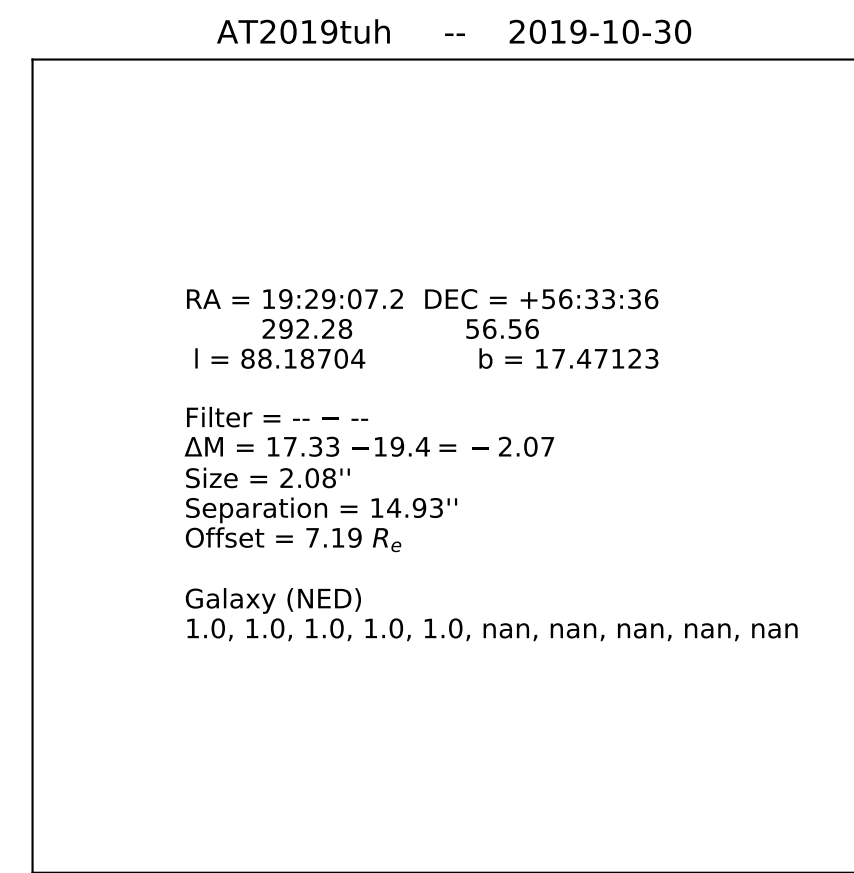 AT2019tuh -- 2019-10-30
RA = 19:29:07.2 DEC = +56:33:36
292.28 56.56
l = 88.18704 b = 17.47123
Filter = -- − --
ΔM = 17.33 −19.4 = − 2.07
Size = 2.08''
Separation = 14.93''
Offset = 7.19 Rₑ
Galaxy (NED)
1.0, 1.0, 1.0, 1.0, 1.0, nan, nan, nan, nan, nan